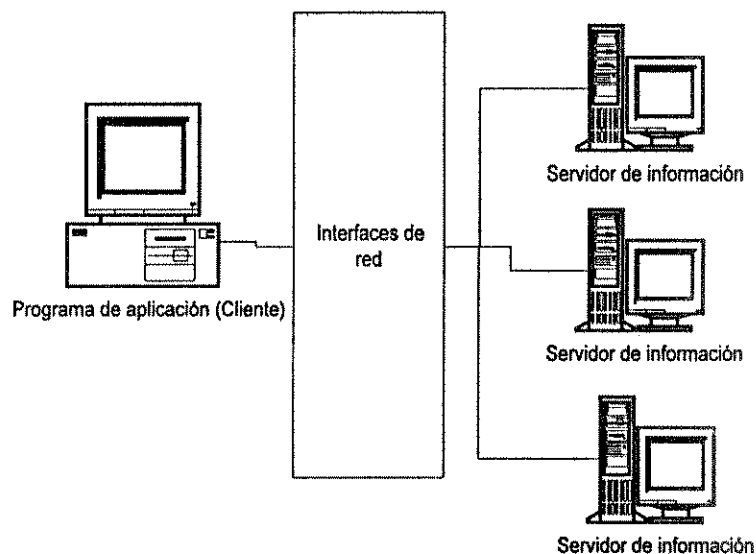 Servidor de información
Interfaces de
red
Programa de aplicación (Cliente)
Servidor de información
Servidor de información